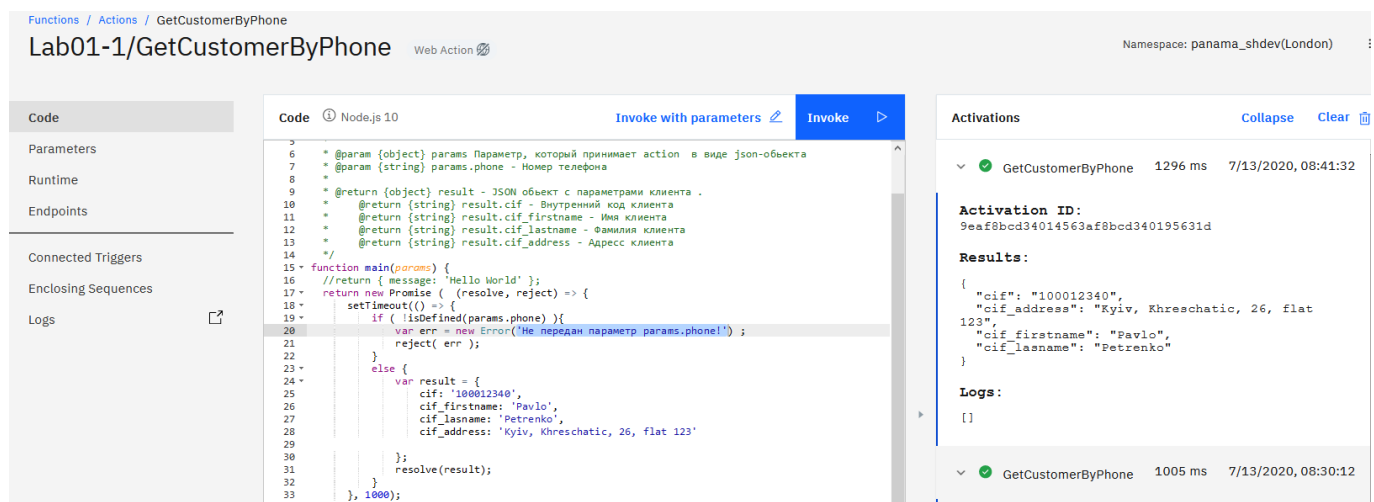 Functions / Actions / GetCustomerByPhone
Lab01-1/GetCustomerByPhone Web Action
Namespace: panama_shdev(London)
Code
Parameters
Runtime
Endpoints
Connected Triggers
Enclosing Sequences
Logs
Code Node.js 10 Invoke with parameters Invoke
5
6 * @param {object} params Параметр, который принимает action в виде json-обьекта
7 * @param {string} params.phone - Номер телефона
8 *
9 * @return {object} result - JSON объект с параметрами клиента .
10 * @return {string} result.cif - Внутренний код клиента
11 * @return {string} result.cif_firstname - Имя клиента
12 * @return {string} result.cif_lastname - Фамилия клиента
13 * @return {string} result.cif_address - Адресс клиента
14 */
15 function main(params) {
16 //return { message: 'Hello World' };
17 return new Promise ( (resolve, reject) => {
18 setTimeout(() => {
19 if ( !isDefined(params.phone) ){
20 var err = new Error('Не передан параметр params.phone!') ;
21 reject( err );
22 }
23 else {
24 var result = {
25 cif: '100012340',
26 cif_firstname: 'Pavlo',
27 cif_lasname: 'Petrenko',
28 cif_address: 'Kyiv, Khreschatic, 26, flat 123'
29
30 };
31 resolve(result);
32 }
33 }, 1000);
Activations Collapse Clear
GetCustomerByPhone 1296 ms 7/13/2020, 08:41:32
Activation ID:
9eaf8bcd34014563af8bcd340195631d
Results:
{
"cif": "100012340",
"cif_address": "Kyiv, Khreschatic, 26, flat
123",
"cif_firstname": "Pavlo",
"cif_lasname": "Petrenko"
}
Logs:
[]
GetCustomerByPhone 1005 ms 7/13/2020, 08:30:12